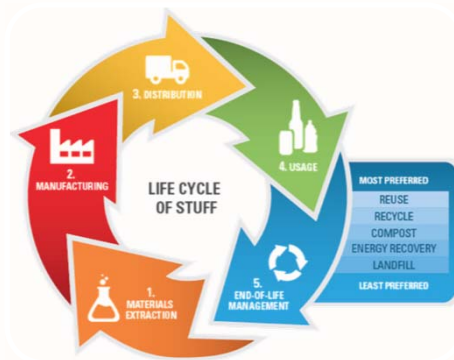 LIFE CYCLE
OF STUFF
1.
MATERIALS
EXTRACTION
2.
MANUFACTURING
3. DISTRIBUTION
4. USAGE
5.
END-OF-LIFE
MANAGEMENT
MOST PREFERRED
REUSE
RECYCLE
COMPOST
ENERGY RECOVERY
LANDFILL
LEAST PREFERRED